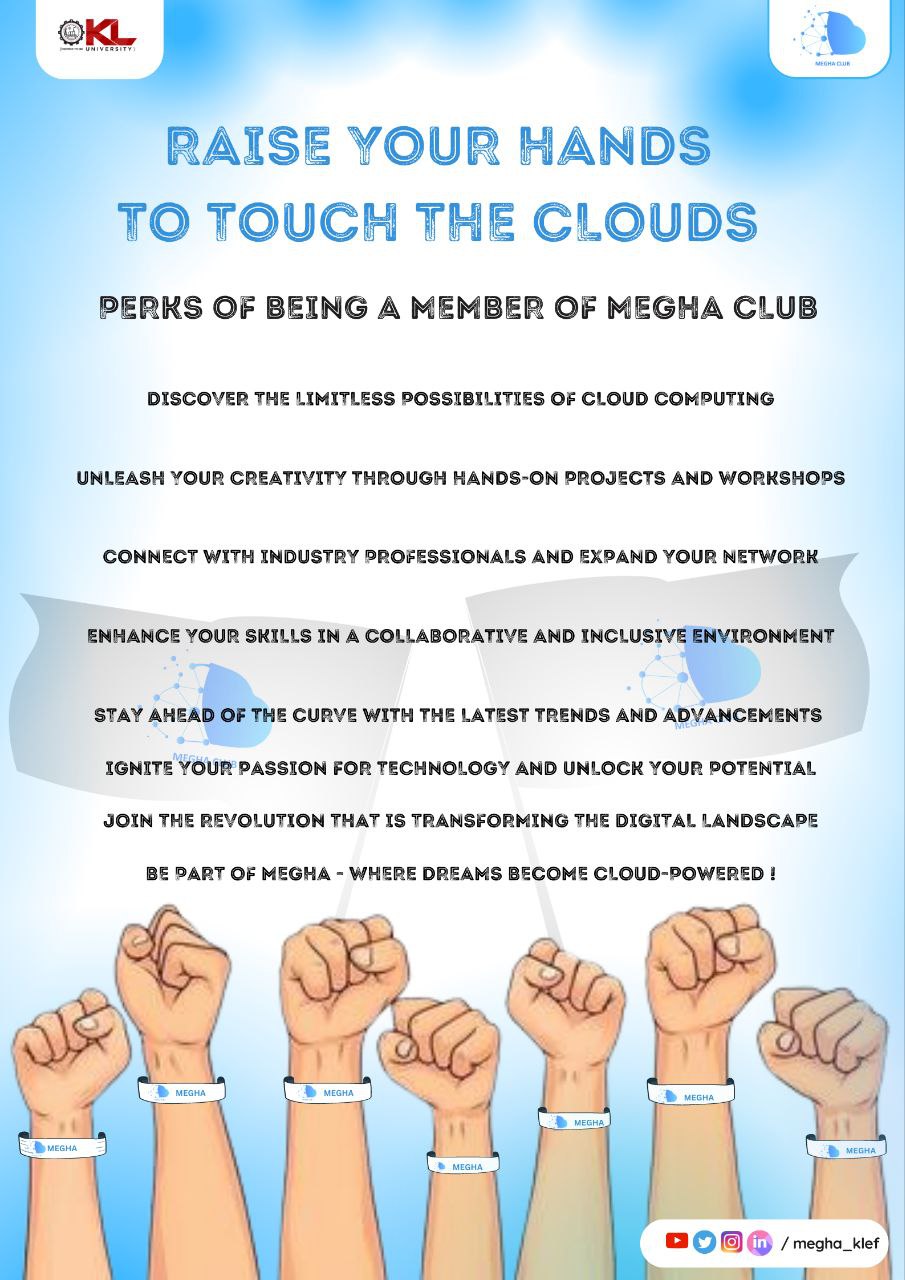 KL
UNIVERSITY
MEGHA CLUB
RAISE YOUR HANDS
TO TOUCH THE CLOUDS
PERKS OF BEING A MEMBER OF MEGHA CLUB
DISCOVER THE LIMITLESS POSSIBILITIES OF CLOUD COMPUTING
UNLEASH YOUR CREATIVITY THROUGH HANDS-ON PROJECTS AND WORKSHOPS
CONNECT WITH INDUSTRY PROFESSIONALS AND EXPAND YOUR NETWORK
ENHANCE YOUR SKILLS IN A COLLABORATIVE AND INCLUSIVE ENVIRONMENT
STAY AHEAD OF THE CURVE WITH THE LATEST TRENDS AND ADVANCEMENTS
MEGHA CLUB
MEGHA CLUB
IGNITE YOUR PASSION FOR TECHNOLOGY AND UNLOCK YOUR POTENTIAL
JOIN THE REVOLUTION THAT IS TRANSFORMING THE DIGITAL LANDSCAPE
BE PART OF MEGHA - WHERE DREAMS BECOME CLOUD-POWERED !
MEGHA
MEGHA
MEGHA
MEGHA
MEGHA
MEGHA
MEGHA
in / megha_klef